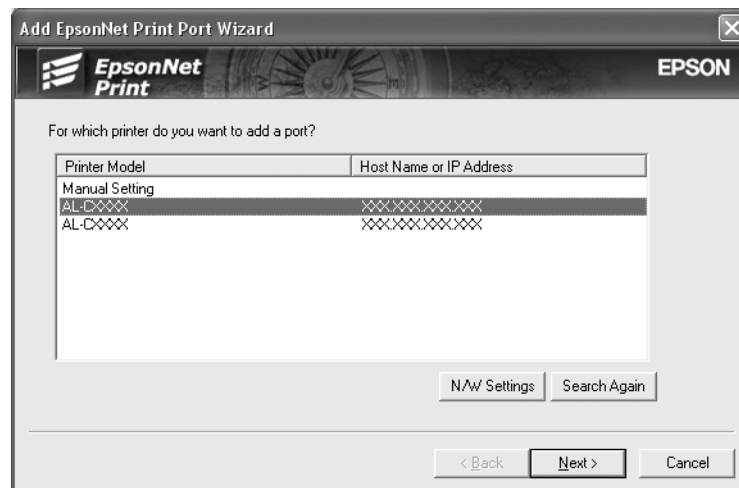 Add EpsonNet Print Port Wizard
EpsonNet Print
EPSON
For which printer do you want to add a port?
Printer Model Host Name or IP Address
Manual Setting
AL-CXXXX XXX.XXX.XXX.XXX
AL-CXXXX XXX.XXX.XXX.XXX
N/W Settings Search Again
< Back Next > Cancel